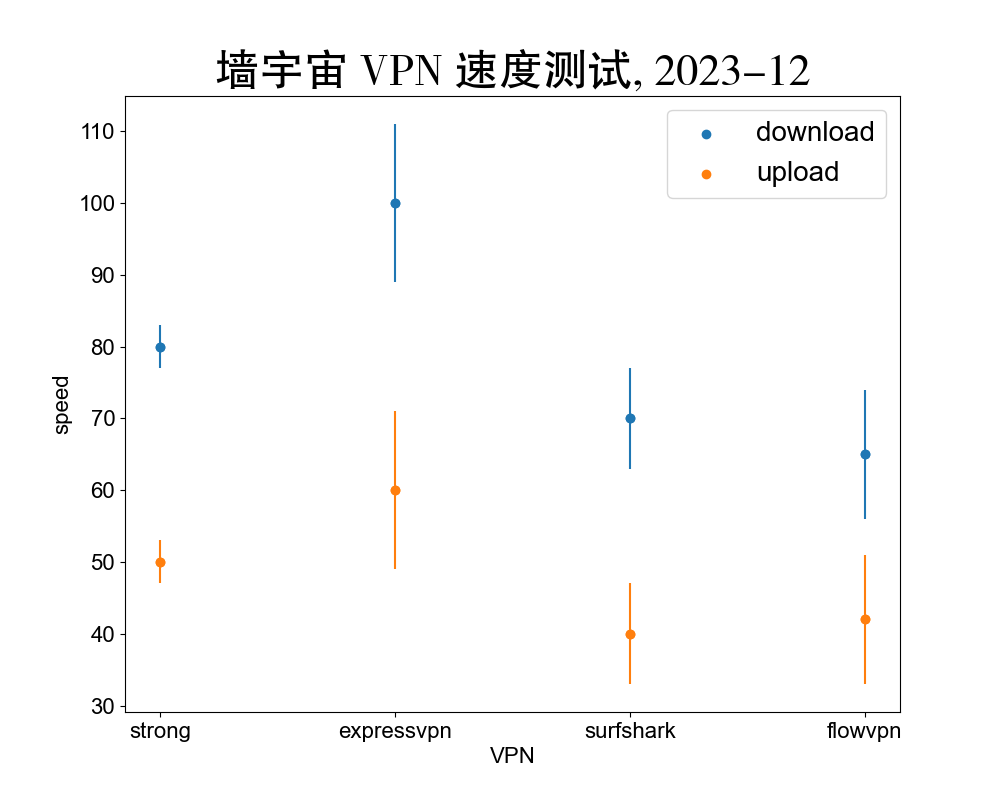 墙宇宙 VPN 速度测试, 2023-12
download
upload
110
100
90
80
70
60
50
40
30
speed
strong expressvpn surfshark flowvpn
VPN